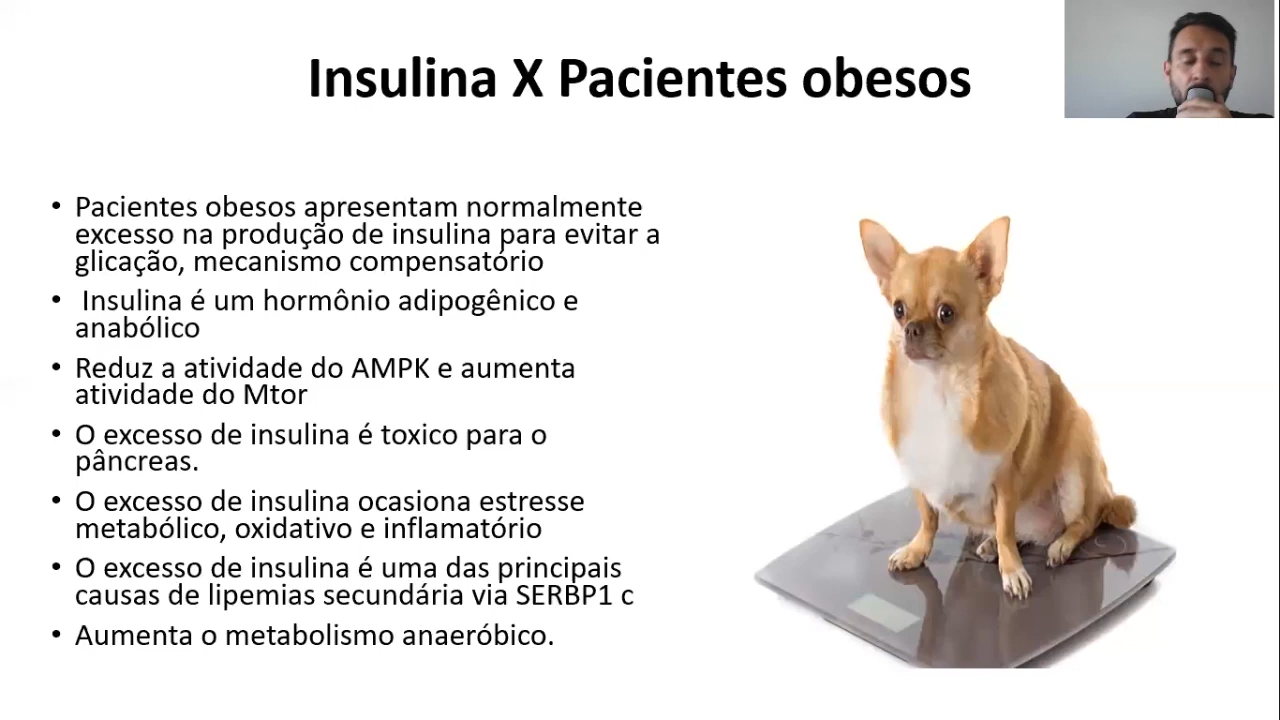 Insulina X Pacientes obesos
• Pacientes obesos apresentam normalmente
excesso na produção de insulina para evitar a
glicação, mecanismo compensatório
• Insulina é um hormônio adipogênico e
anabólico
• Reduz a atividade do AMPK e aumenta
atividade do Mtor
• O excesso de insulina é toxico para o
pâncreas.
• O excesso de insulina ocasiona estresse
metabólico, oxidativo e inflamatório
• O excesso de insulina é uma das principais
causas de lipemias secundária via SERBP1 c
• Aumenta o metabolismo anaeróbico.